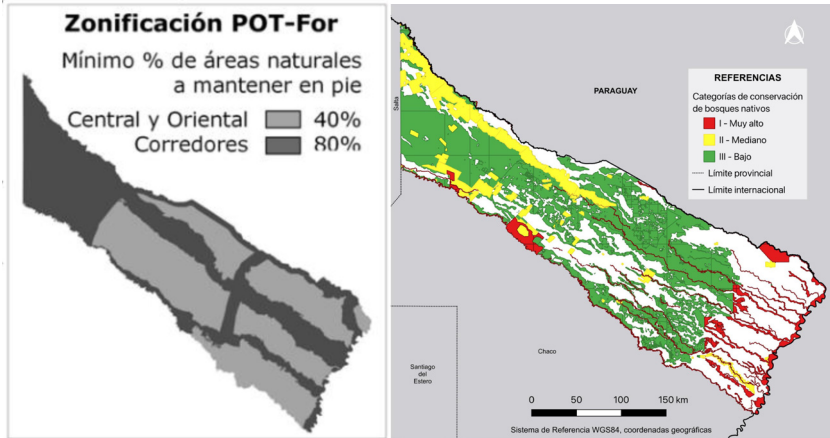 Zonificación POT-For
Mínimo % de áreas naturales
a mantener en pie
Central y Oriental 40%
Corredores 80%
Salta
PARAGUAY
REFERENCIAS
Categorías de conservación
de bosques nativos
I - Muy alto
II - Mediano
III - Bajo
Límite provincial
Límite internacional
Chaco
Santiago
del
Estero
0 50 100 150 km
Sistema de Referencia WGS84, coordenadas geográficas